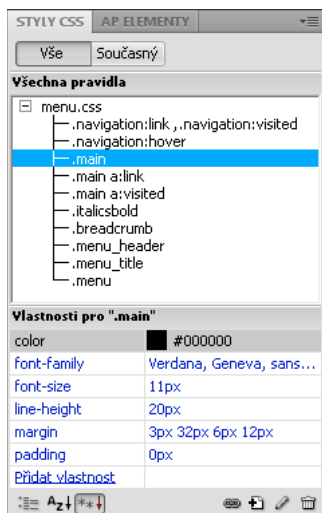 STYLY CSS AP ELEMENTY
Vše Současný
Všechna pravidla
menu.css
.navigation:link ,.navigation:visited
.navigation:hover
.main
.main a:link
.main a:visited
.italicsbold
.breadcrumb
.menu_header
.menu_title
.menu
Vlastnosti pro ".main"
color #000000
font-family Verdana, Geneva, sans...
font-size 11px
line-height 20px
margin 3px 32px 6px 12px
padding 0px
Přidat vlastnost
AZ↓ **↓